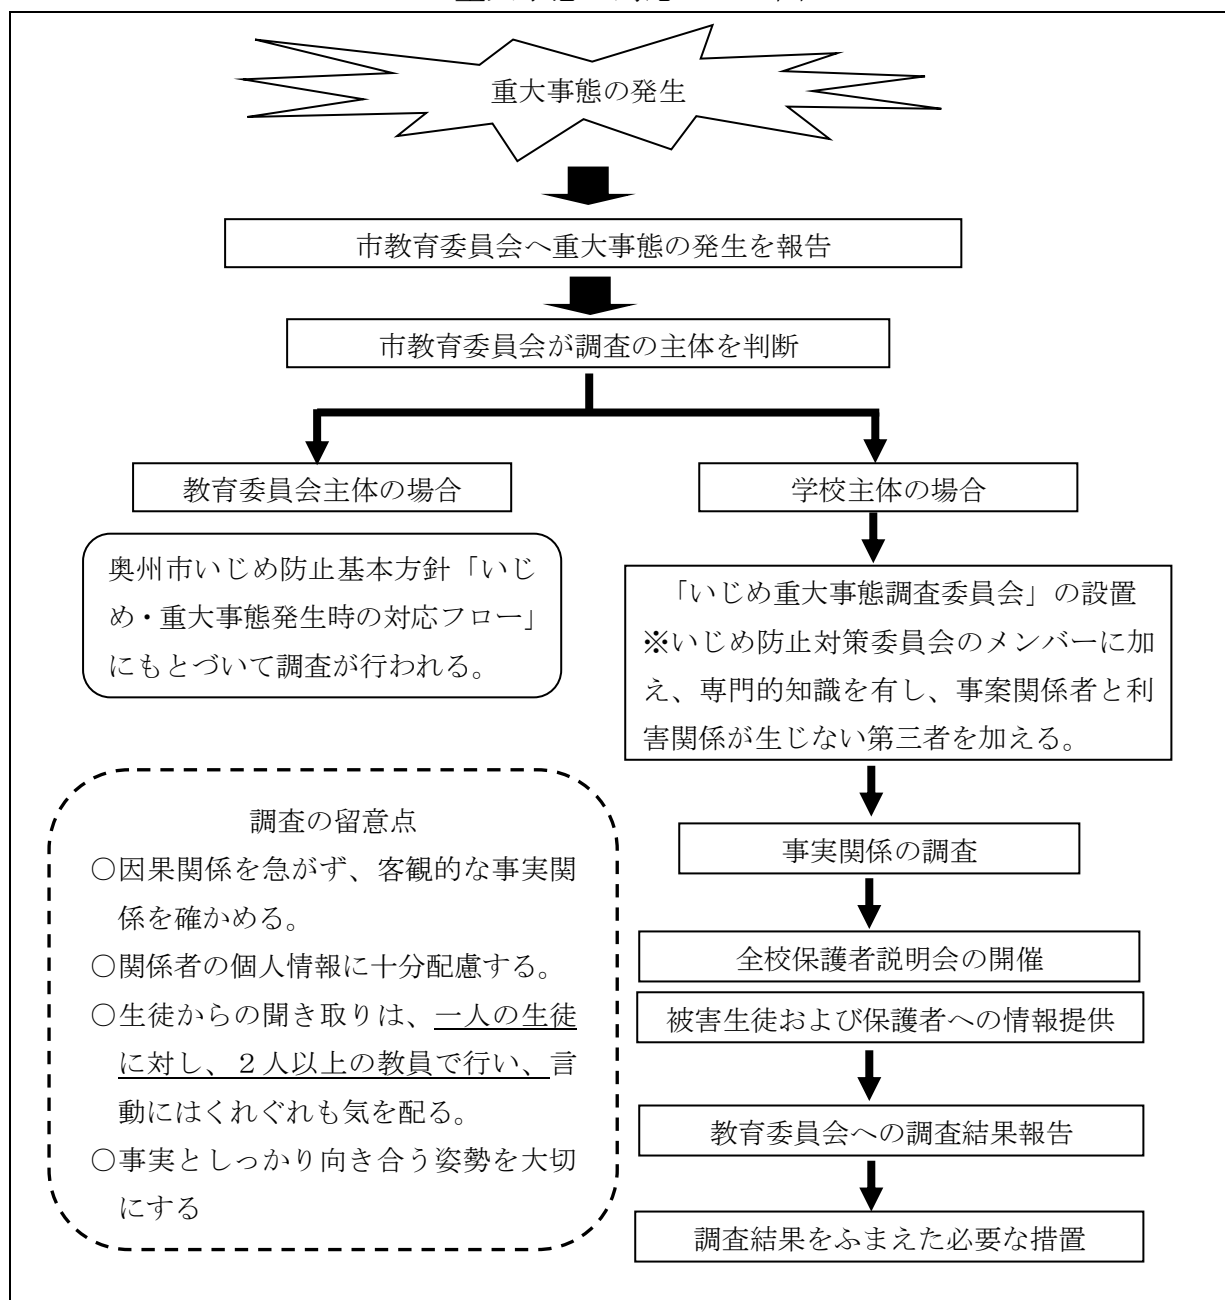 重大事態の発生
市教育委員会へ重大事態の発生を報告
市教育委員会が調査の主体を判断
教育委員会主体の場合
奥州市いじめ防止基本方針「いじ
め・重大事態発生時の対応フロー」
にもとづいて調査が行われる。
学校主体の場合
「いじめ重大事態調査委員会」の設置
※いじめ防止対策委員会のメンバーに加
え、専門的知識を有し、事案関係者と利
害関係が生じない第三者を加える。
事実関係の調査
全校保護者説明会の開催
被害生徒および保護者への情報提供
教育委員会への調査結果報告
調査結果をふまえた必要な措置
調査の留意点
○因果関係を急がず、客観的な事実関
係を確かめる。
○関係者の個人情報に十分配慮する。
○生徒からの聞き取りは、一人の生徒
に対し、２人以上の教員で行い、言
動にはくれぐれも気を配る。
○事実としっかり向き合う姿勢を大切
にする